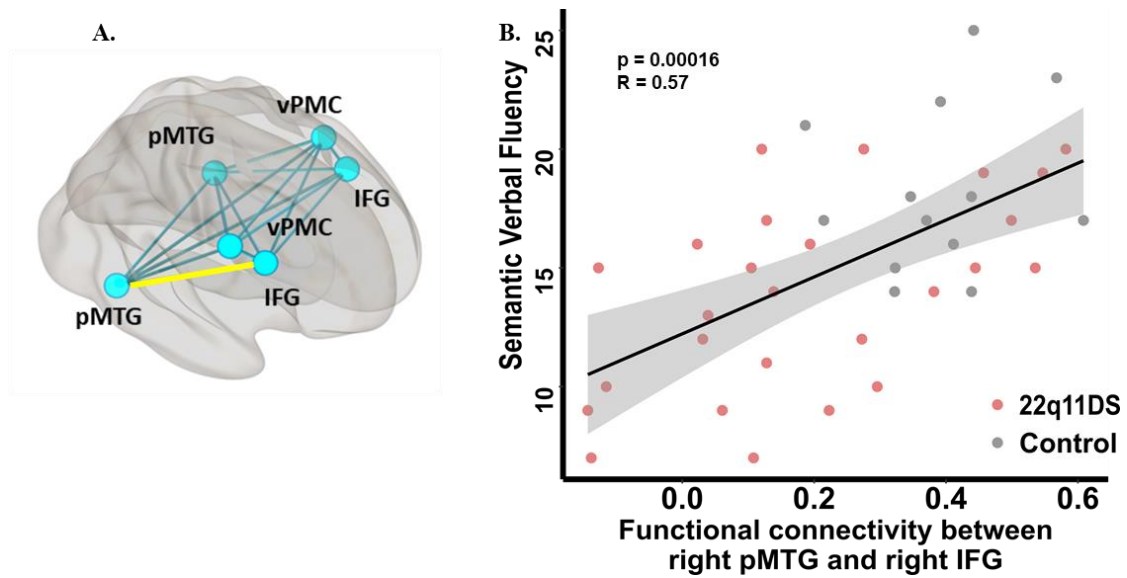 A.
vPMC
pMTG
IFG
vPMC
IFG
pMTG
B.
p = 0.00016
R = 0.57
Semantic Verbal Fluency
25
20
15
10
22q11DS
Control
0.0 0.2 0.4 0.6
Functional connectivity between
right pMTG and right IFG